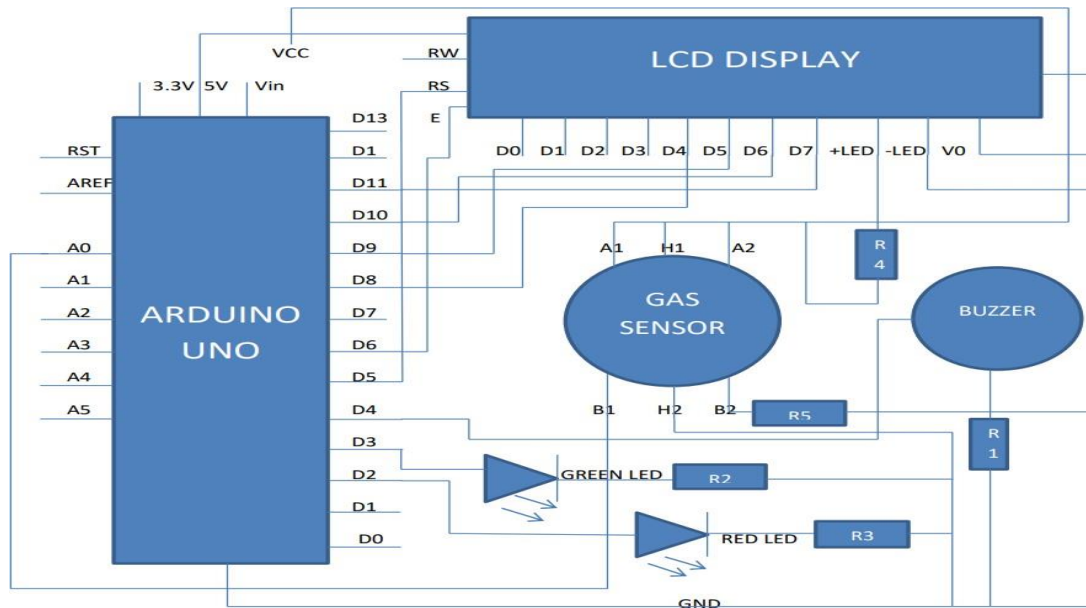 VCC
RW
LCD DISPLAY
3.3V 5V Vin
RS
D13
E
RST
D1
D0 D1 D2 D3 D4 D5 D6 D7 +LED -LED V0
AREF
D11
D10
A0
D9
A1 H1 A2
R
4
A1
D8
ARDUINO
UNO
GAS
SENSOR
BUZZER
A2
D7
A3
D6
A4
D5
A5
D4
B1 H2 B2
R5
R
1
D3
D2
GREEN LED
R2
D1
D0
RED LED
R3
GND